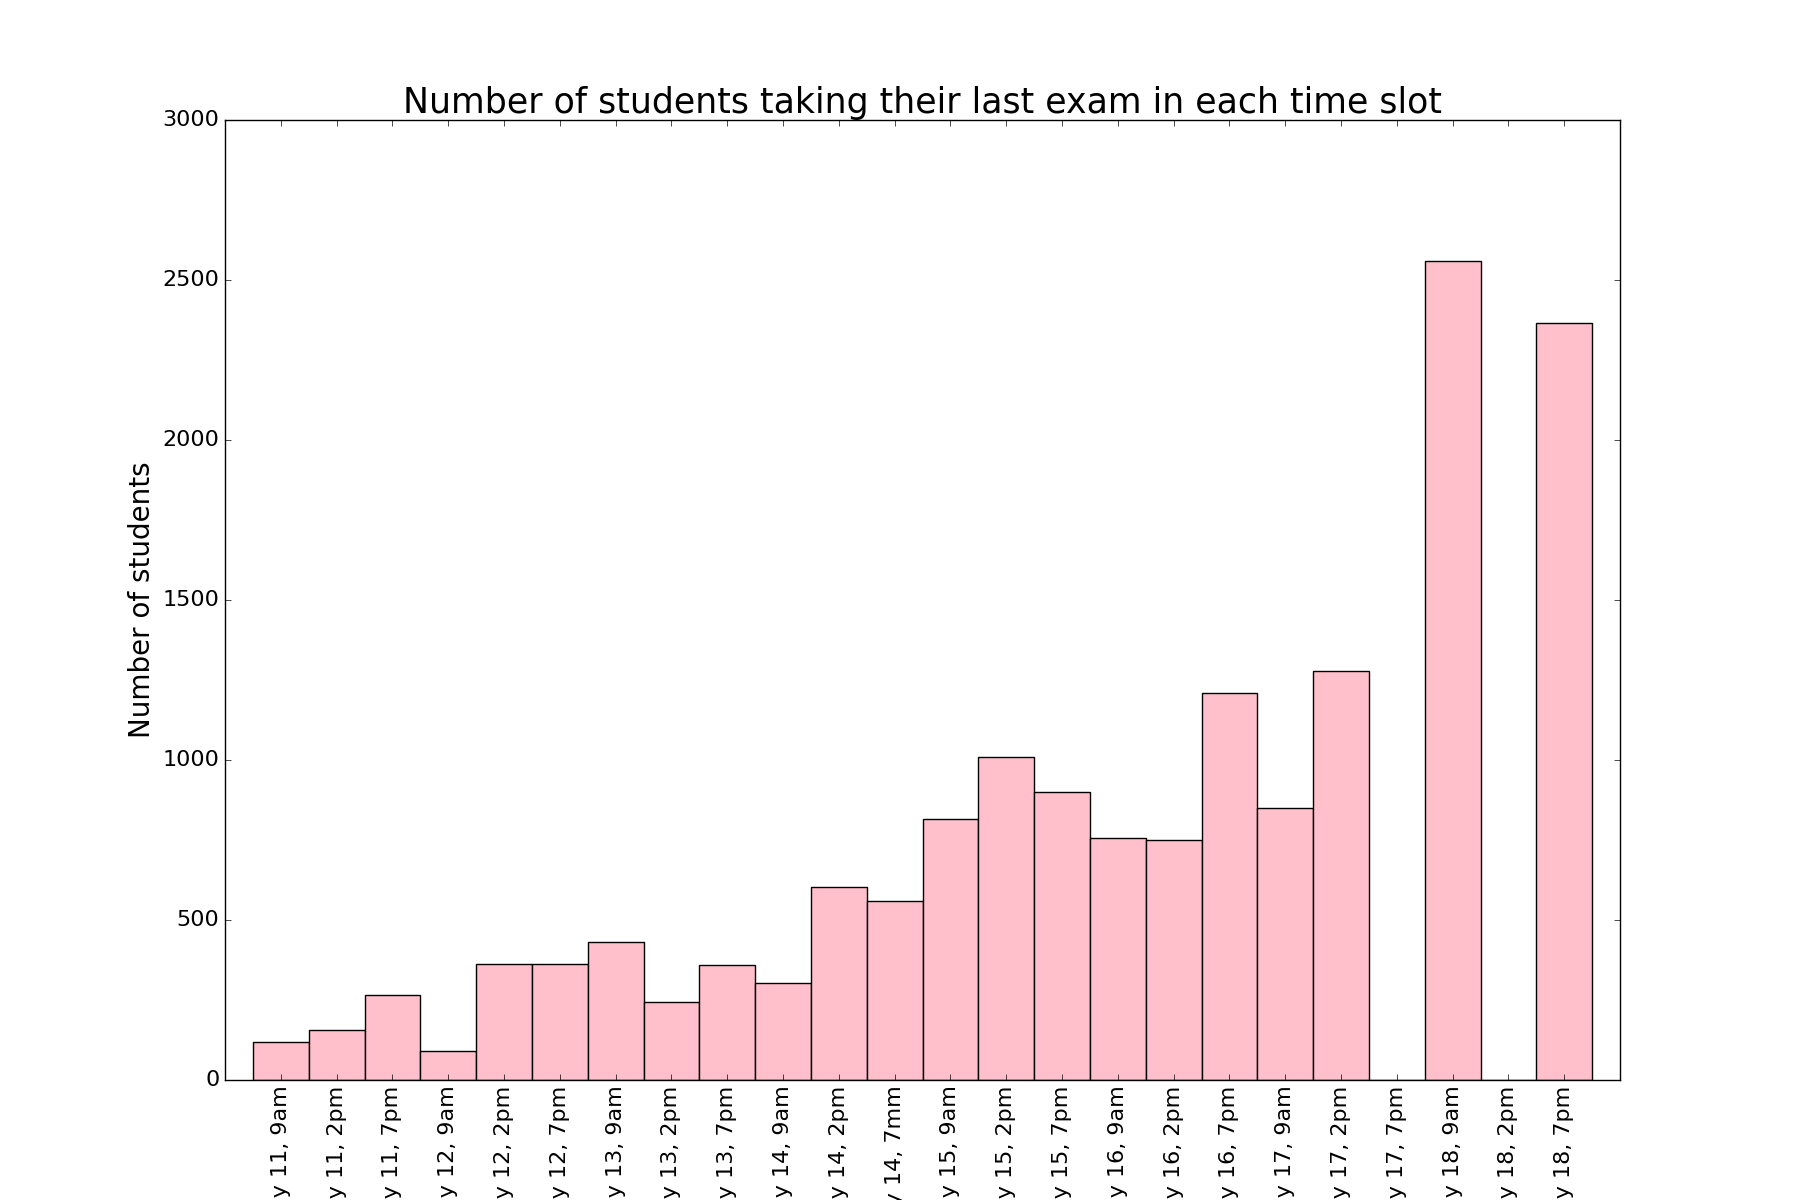 Number of students taking their last exam in each time slot
Number of students
3000
2500
2000
1500
1000
500
0
y 11, 9am
y 11, 2pm
y 11, 7pm
y 12, 9am
y 12, 2pm
y 12, 7pm
y 13, 9am
y 13, 2pm
y 13, 7pm
y 14, 9am
y 14, 2pm
y 14, 7mm
y 15, 9am
y 15, 2pm
y 15, 7pm
y 16, 9am
y 16, 2pm
y 16, 7pm
y 17, 9am
y 17, 2pm
y 17, 7pm
y 18, 9am
y 18, 2pm
y 18, 7pm